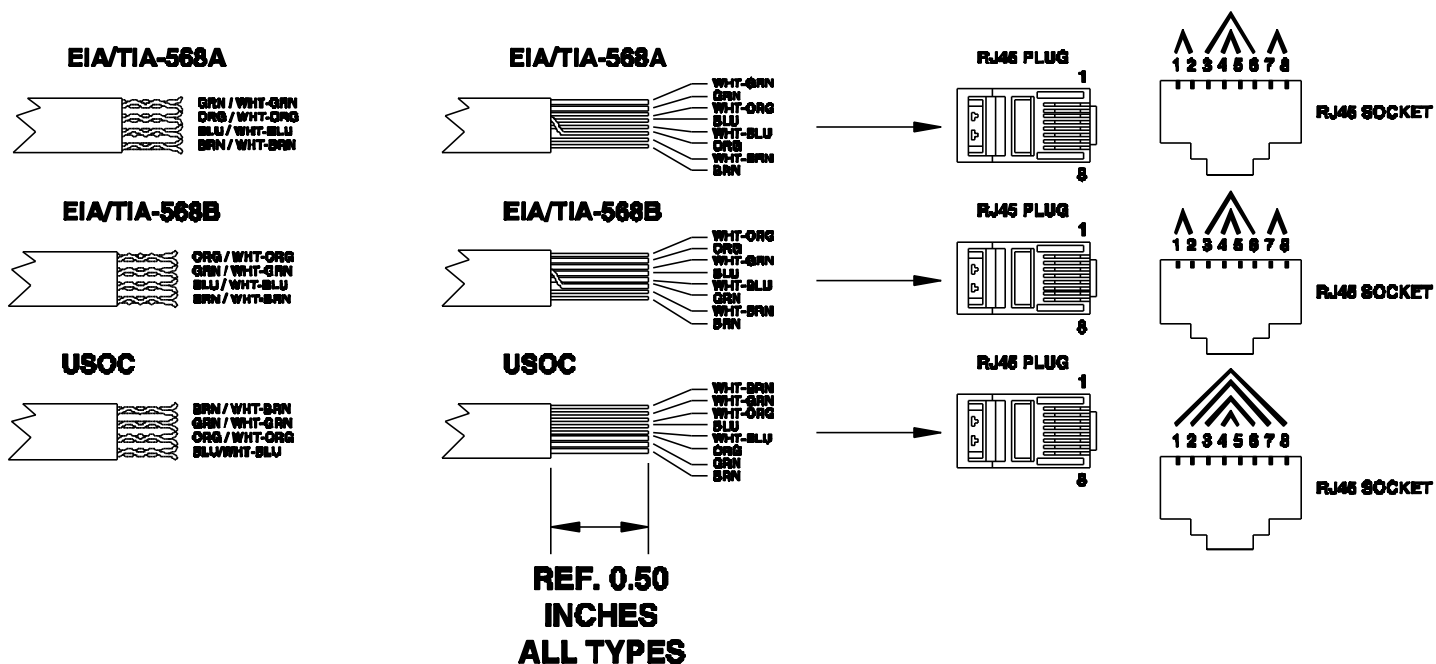 EIA/TIA-568A
GRN / WHT-GRN
ORG / WHT-ORG
BLU / WHT-BLU
BRN / WHT-BRN
EIA/TIA-568A
WHT-GRN
GRN
WHT-ORG
BLU
WHT-BLU
ORG
WHT-BRN
BRN
RJ45 PLUG
1
8
1 2 3 4 5 6 7 8
RJ45 SOCKET
EIA/TIA-568B
ORG / WHT-ORG
GRN / WHT-GRN
BLU / WHT-BLU
BRN / WHT-BRN
EIA/TIA-568B
WHT-ORG
ORG
WHT-GRN
BLU
WHT-BLU
GRN
WHT-BRN
BRN
RJ45 PLUG
1
8
1 2 3 4 5 6 7 8
RJ45 SOCKET
USOC
BRN / WHT-BRN
GRN / WHT-GRN
ORG / WHT-ORG
BLU/WHT-BLU
USOC
WHT-BRN
WHT-GRN
WHT-ORG
BLU
WHT-BLU
ORG
GRN
BRN
RJ45 PLUG
1
8
1 2 3 4 5 6 7 8
RJ45 SOCKET
REF. 0.50
INCHES
ALL TYPES